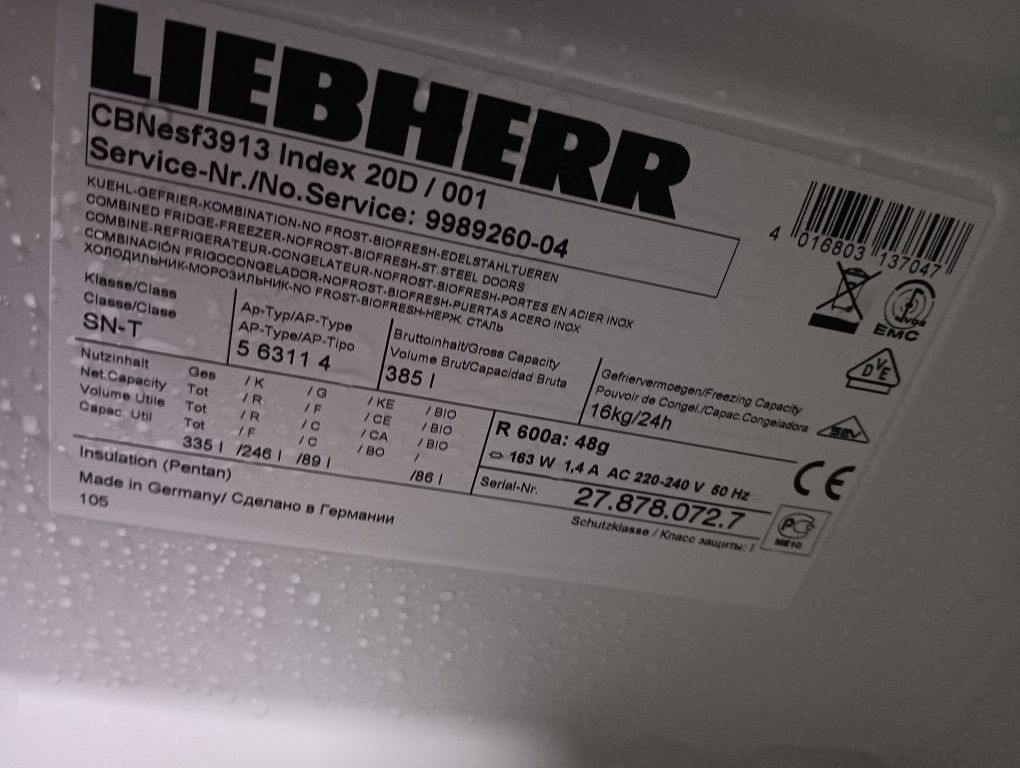 LIEBHERR
CBNesf3913 Index 20D / 001
Service-Nr./No.Service: 9989260-04
KUEHL-GEFRIER-KOMBINATION-NO FROST-BIOFRESH-EDELSTAHLTUEREN
COMBINED FRIDGE-FREEZER-NOFROST-BIOFRESH-ST.STEEL DOORS
COMBINE-REFRIGERATEUR-CONGELATEUR-NOFROST-BIOFRESH-PORTES EN ACIER INOX
COMBINACIÓN FRIGOCONGELADOR-NOFROST-BIOFRESH-PUERTAS ACERO INOX
ХОЛОДИЛЬНИК-МОРОЗИЛЬНИК-NO FROST-BIOFRESH-НЕРЖ. СТАЛЬ
4 016803 137047
EMC
VDE
DVE
SEV
Klasse/Class
Classe/Clase
SN-T
Ap-Typ/AP-Type
AP-Type/AP-Tipo
5 6311 4
Bruttoinhalt/Gross Capacity
Volume Brut/Capacidad Bruta
385 l
Gefriervermoegen/Freezing Capacity
Pouvoir de Congel./Capac.Congeladora
16kg/24h
Nutzinhalt Ges / K / G / KE / BIO
Net.Capacity Tot / R / F / CE / BIO
Volume Utile Tot / R / C / CA / BIO
Capac. Util Tot / F / C / BO /
335 l /246 l /89 l /86 l
R 600a: 48g
163 W 1,4 A AC 220-240 V 50 Hz
CE
Insulation (Pentan)
Serial-Nr. 27.878.072.7
Made in Germany/ Сделано в Германии
Schutzklasse / Класс защиты: I
105
РС
ME10